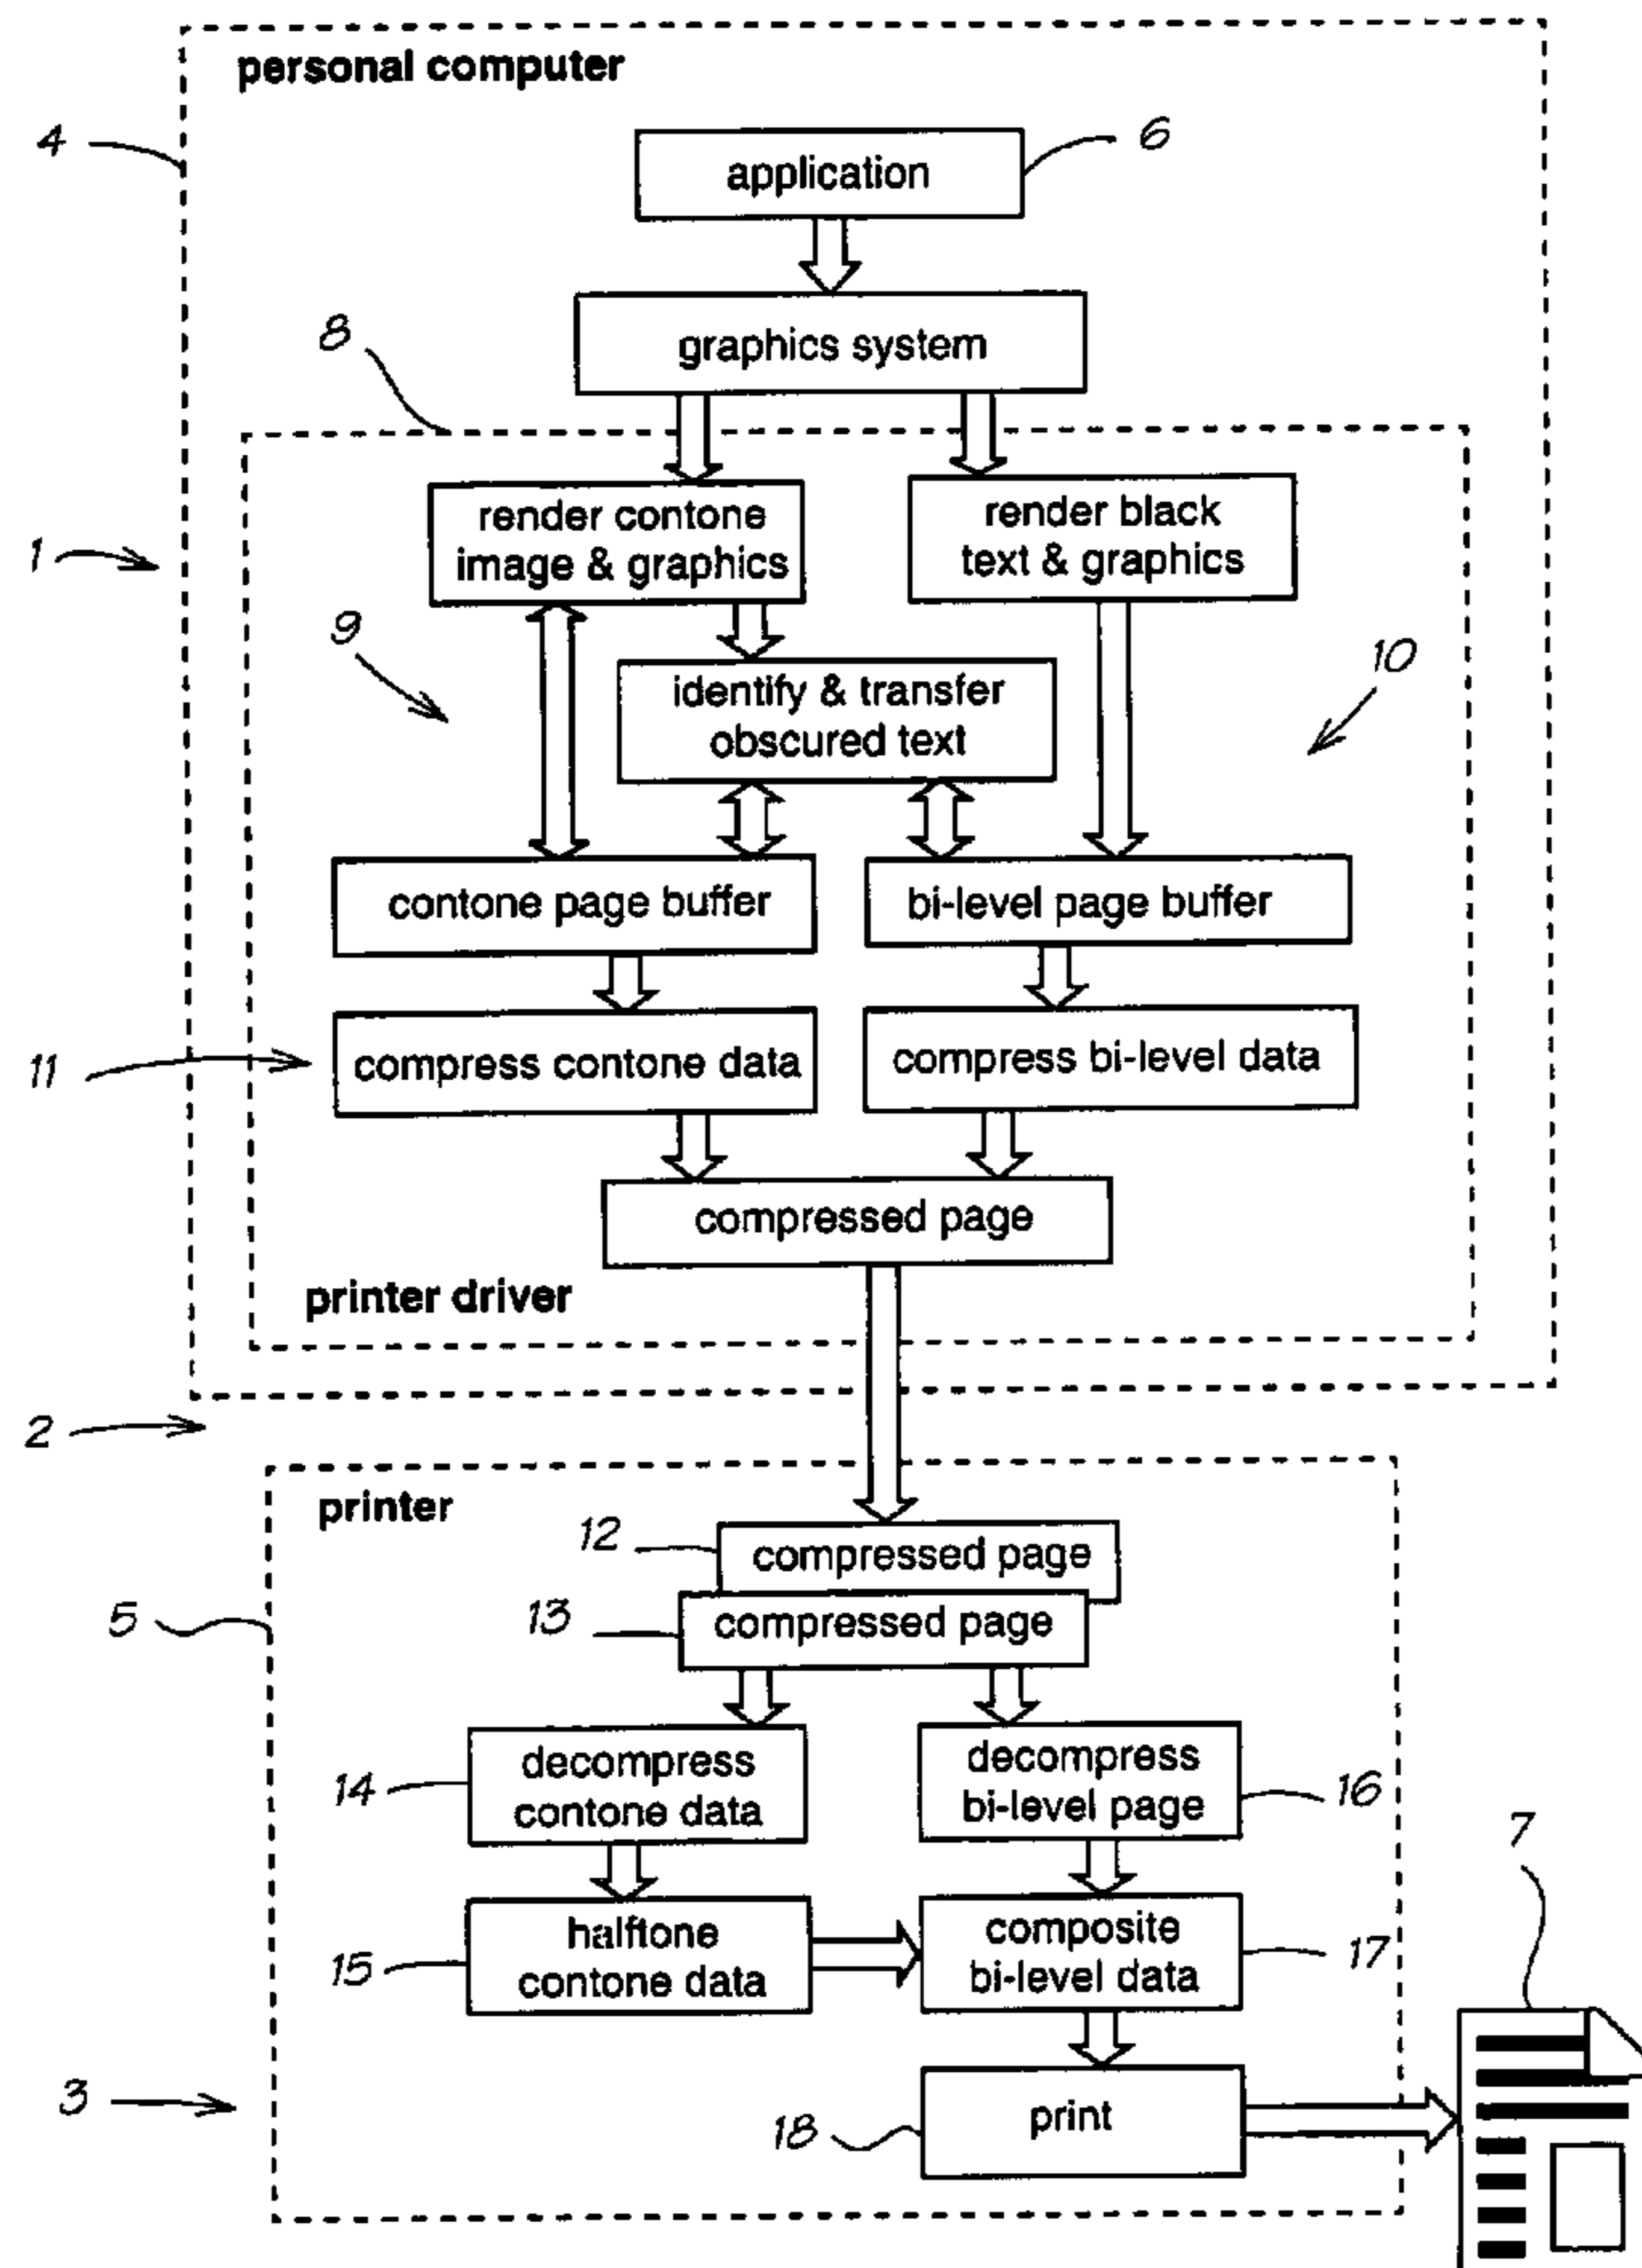 personal computer
4
6
application
8
graphics system
1
render contone
image & graphics
render black
text & graphics
9
10
identify & transfer
obscured text
contone page buffer
bi-level page buffer
11
compress contone data
compress bi-level data
compressed page
printer driver
2
printer
12
compressed page
5
13
compressed page
14
decompress
contone data
decompress
bi-level page
16
7
15
halftone
contone data
composite
bi-level data
17
3
18
print